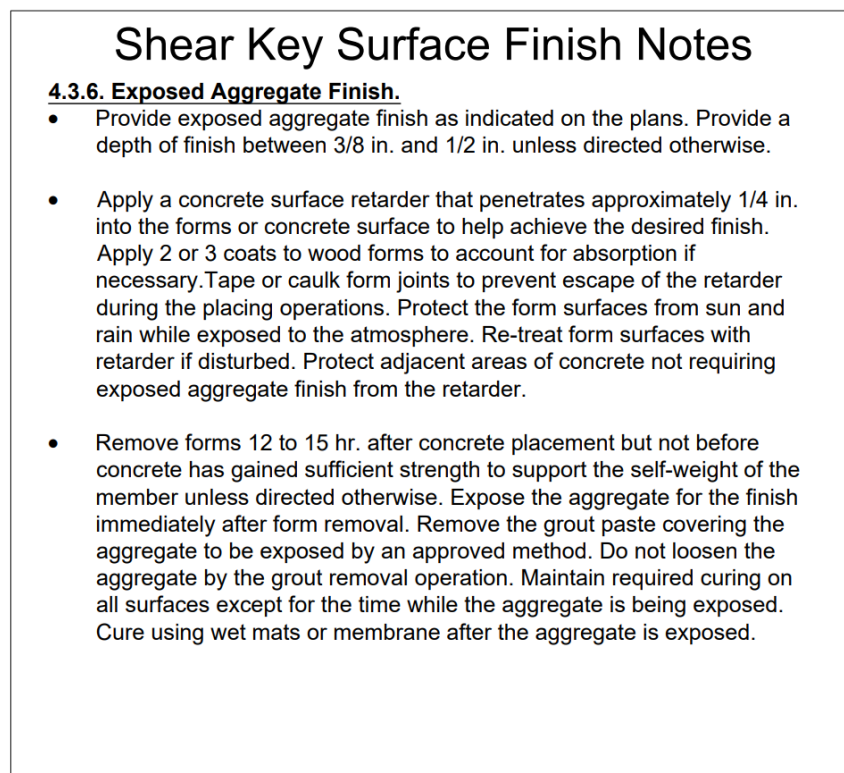 Shear Key Surface Finish Notes
4.3.6. Exposed Aggregate Finish.
• Provide exposed aggregate finish as indicated on the plans. Provide a
depth of finish between 3/8 in. and 1/2 in. unless directed otherwise.
• Apply a concrete surface retarder that penetrates approximately 1/4 in.
into the forms or concrete surface to help achieve the desired finish.
Apply 2 or 3 coats to wood forms to account for absorption if
necessary.Tape or caulk form joints to prevent escape of the retarder
during the placing operations. Protect the form surfaces from sun and
rain while exposed to the atmosphere. Re-treat form surfaces with
retarder if disturbed. Protect adjacent areas of concrete not requiring
exposed aggregate finish from the retarder.
• Remove forms 12 to 15 hr. after concrete placement but not before
concrete has gained sufficient strength to support the self-weight of the
member unless directed otherwise. Expose the aggregate for the finish
immediately after form removal. Remove the grout paste covering the
aggregate to be exposed by an approved method. Do not loosen the
aggregate by the grout removal operation. Maintain required curing on
all surfaces except for the time while the aggregate is being exposed.
Cure using wet mats or membrane after the aggregate is exposed.